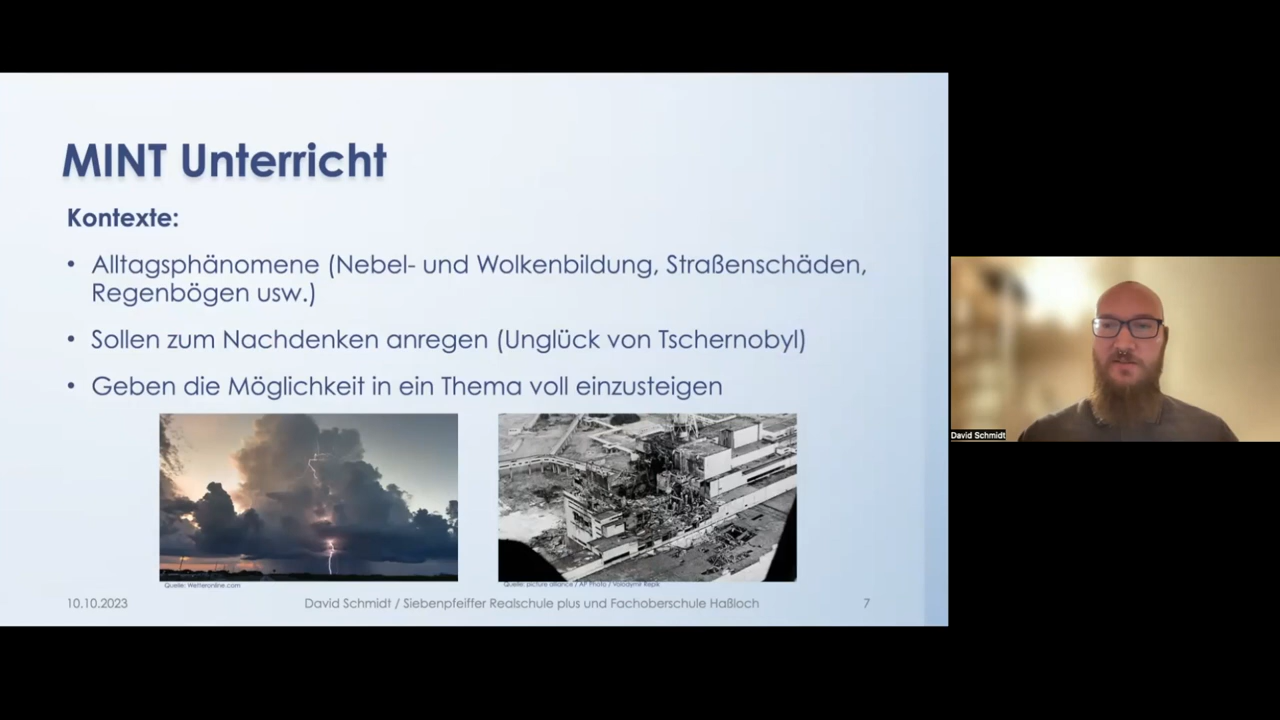 MINT Unterricht
Kontexte:
• Alltagsphänomene (Nebel- und Wolkenbildung, Straßenschäden,
Regenbögen usw.)
• Sollen zum Nachdenken anregen (Unglück von Tschernobyl)
• Geben die Möglichkeit in ein Thema voll einzusteigen
Quelle: Wetteronline.com
Quelle: picture alliance / AP Photo / Volodymir Repik
10.10.2023
David Schmidt / Siebenpfeiffer Realschule plus und Fachoberschule Haßloch
7
David Schmidt